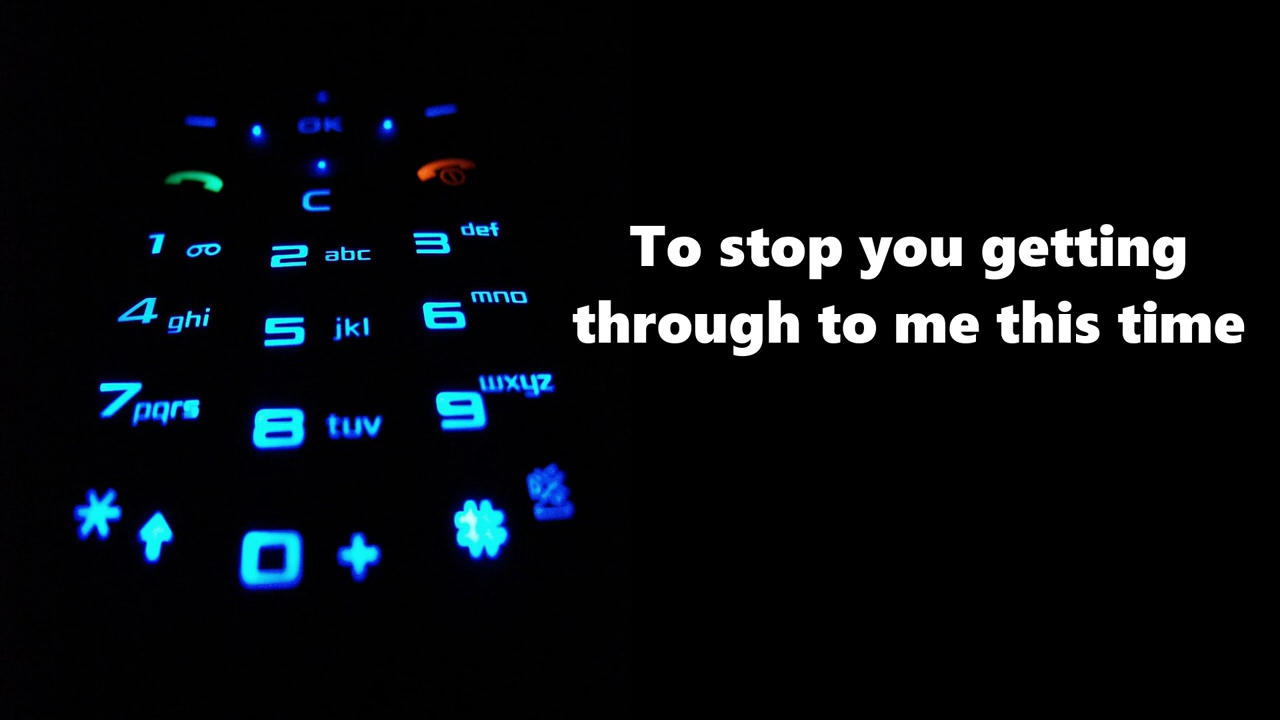 OK
C
1
2 abc
3 def
4 ghi
5 jkl
6 mno
7 pqrs
8 tuv
9 wxyz
*
0 +
#
To stop you getting
through to me this time